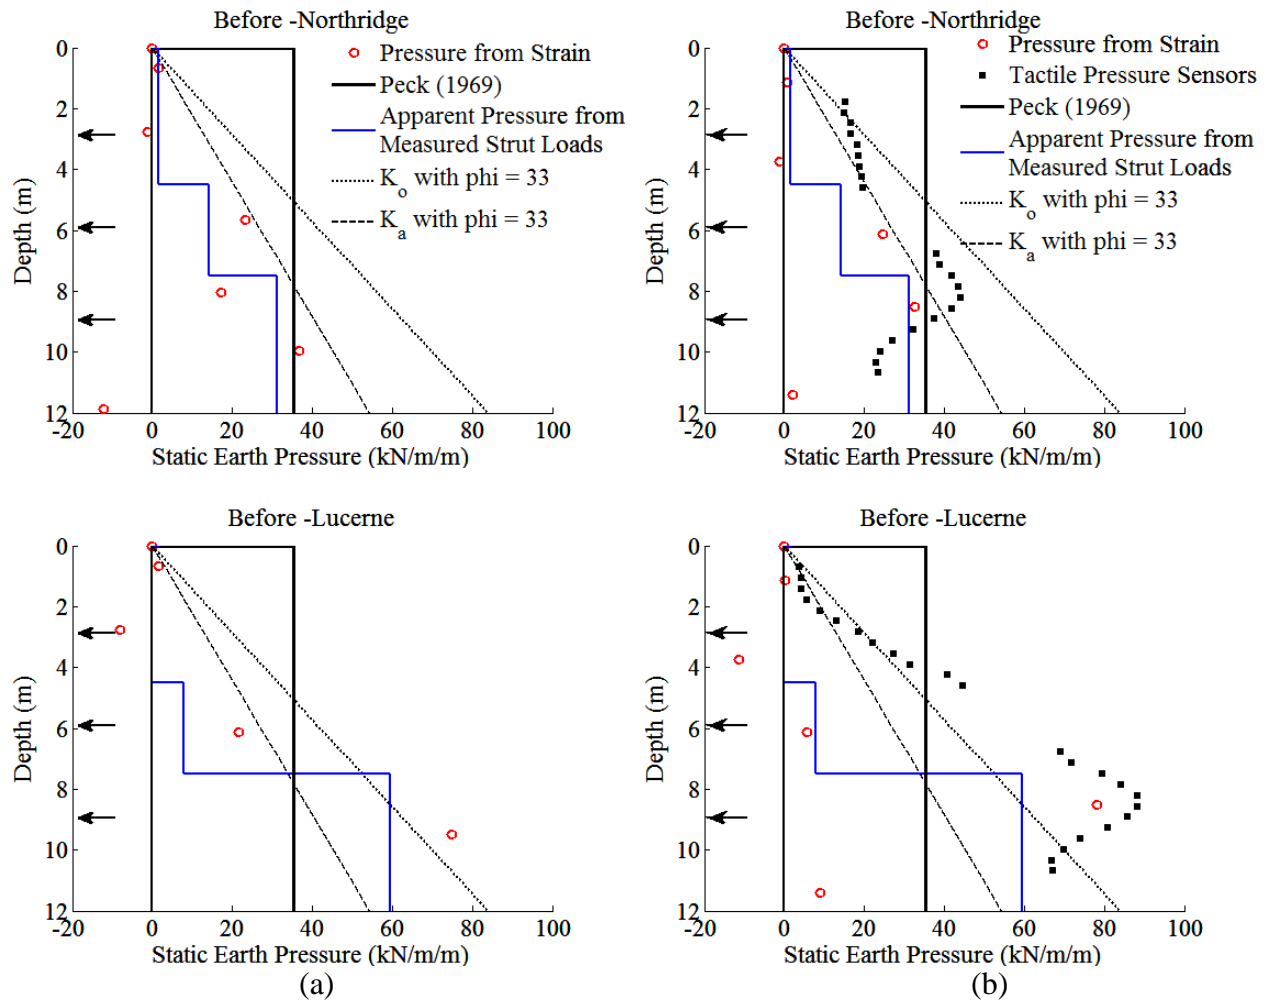 Before -Northridge
0
2
4
6
8
10
12
Depth (m)
Pressure from Strain
Peck (1969)
Apparent Pressure from
Measured Strut Loads
Ko with phi = 33
Ka with phi = 33
-20 0 20 40 60 80 100
Static Earth Pressure (kN/m/m)
Before -Northridge
0
2
4
6
8
10
12
Depth (m)
Pressure from Strain
Tactile Pressure Sensors
Peck (1969)
Apparent Pressure from
Measured Strut Loads
Ko with phi = 33
Ka with phi = 33
-20 0 20 40 60 80 100
Static Earth Pressure (kN/m/m)
Before -Lucerne
0
2
4
6
8
10
12
Depth (m)
-20 0 20 40 60 80 100
Static Earth Pressure (kN/m/m)
(a)
Before -Lucerne
0
2
4
6
8
10
12
Depth (m)
-20 0 20 40 60 80 100
Static Earth Pressure (kN/m/m)
(b)